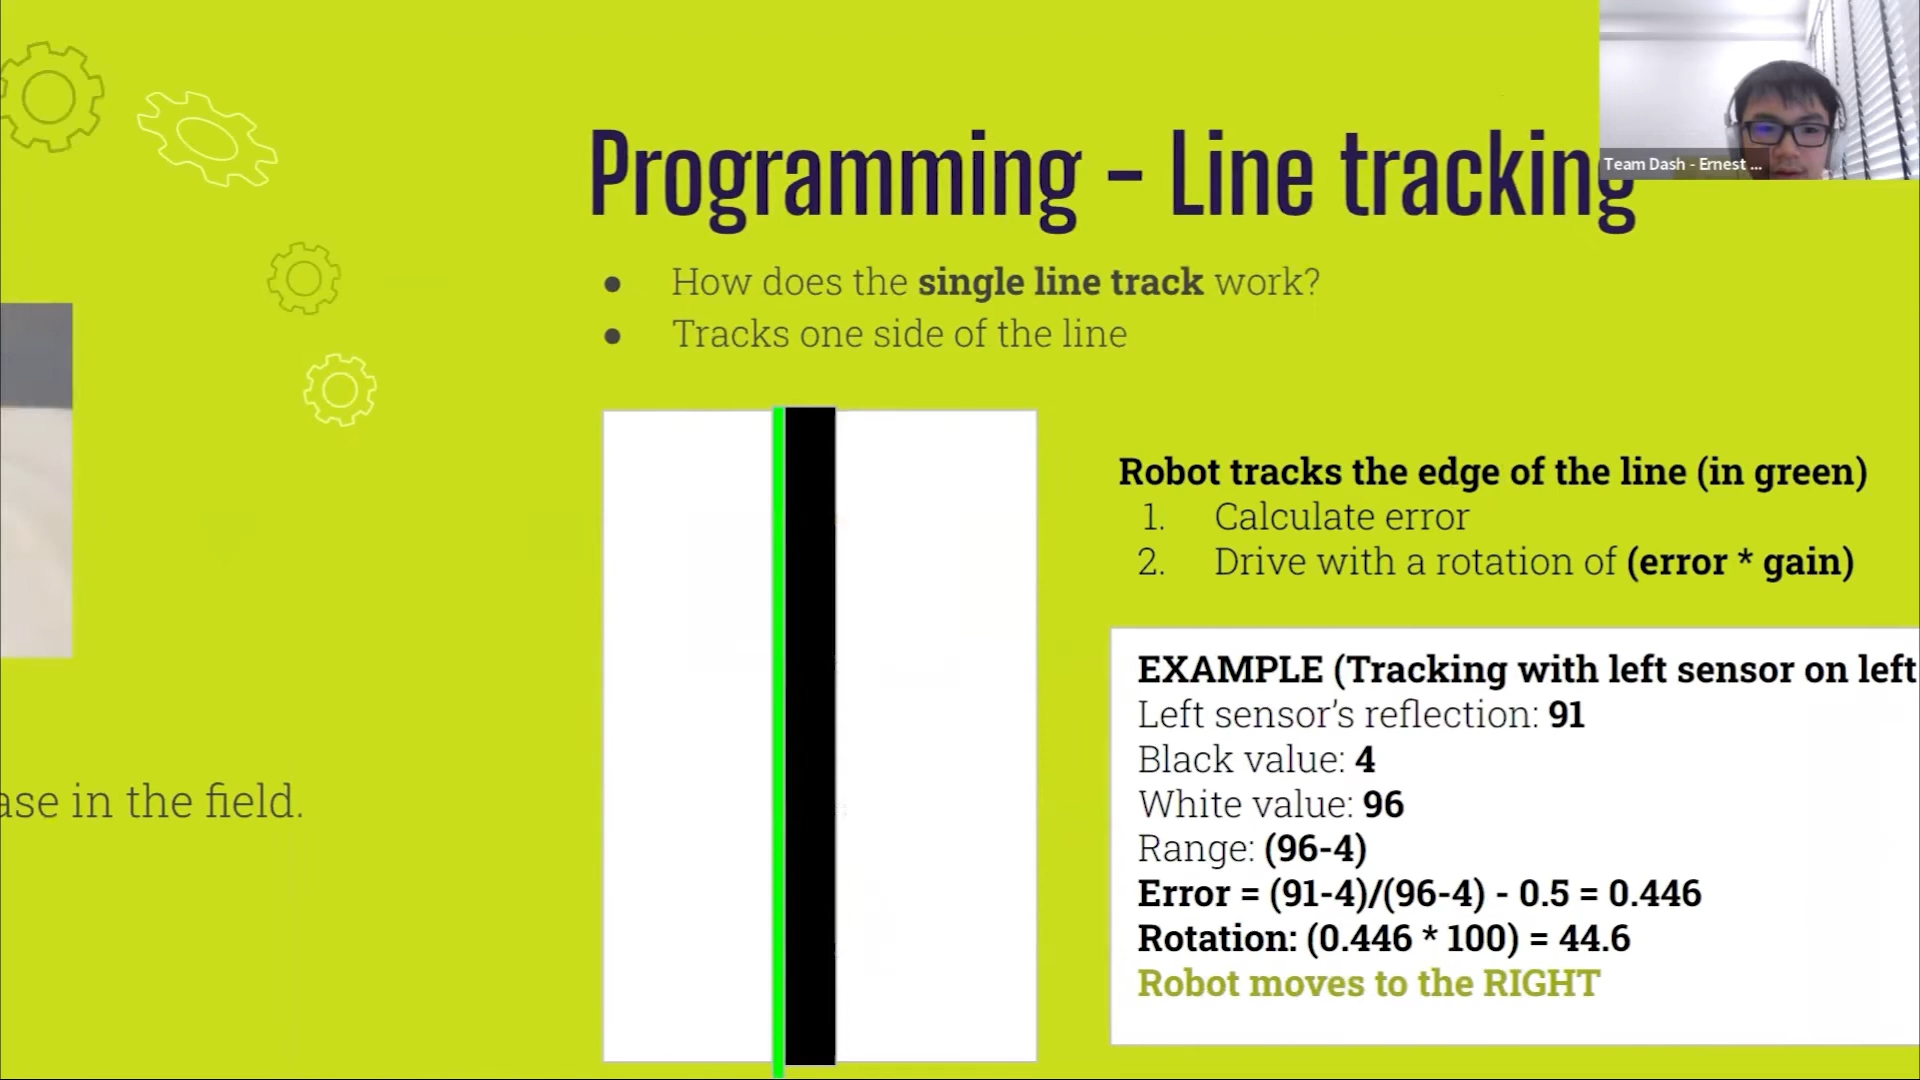 Programming - Line tracking
Team Dash - Ernest ...
● How does the single line track work?
● Tracks one side of the line
Robot tracks the edge of the line (in green)
1. Calculate error
2. Drive with a rotation of (error * gain)
EXAMPLE (Tracking with left sensor on left
Left sensor's reflection: 91
Black value: 4
White value: 96
Range: (96-4)
Error = (91-4)/(96-4) - 0.5 = 0.446
Rotation: (0.446 * 100) = 44.6
Robot moves to the RIGHT
in the field.